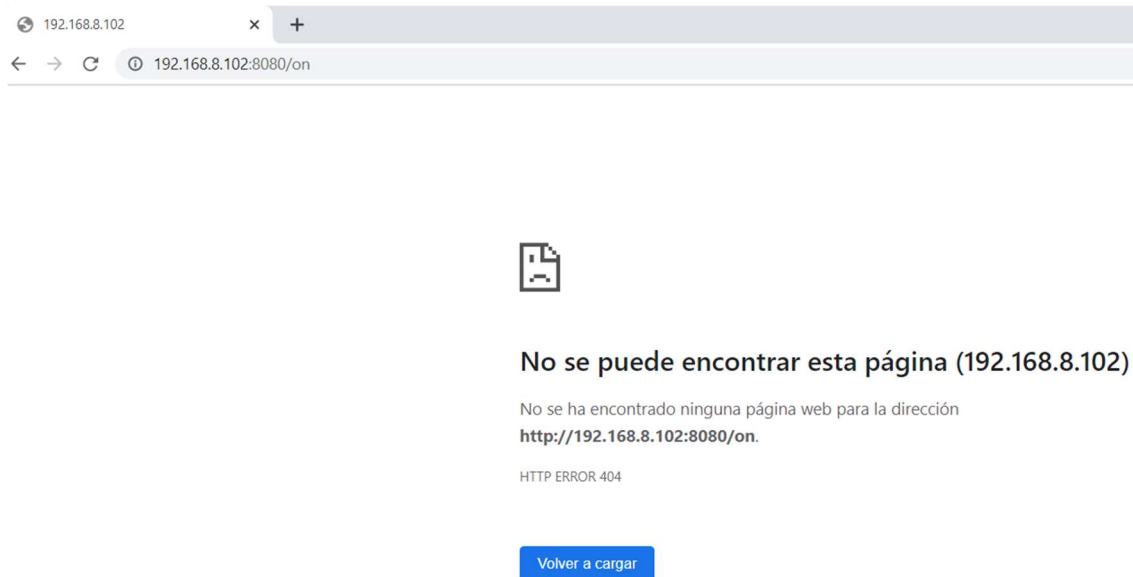 192.168.8.102
192.168.8.102:8080/on
No se puede encontrar esta página (192.168.8.102)
No se ha encontrado ninguna página web para la dirección
http://192.168.8.102:8080/on.
HTTP ERROR 404
Volver a cargar